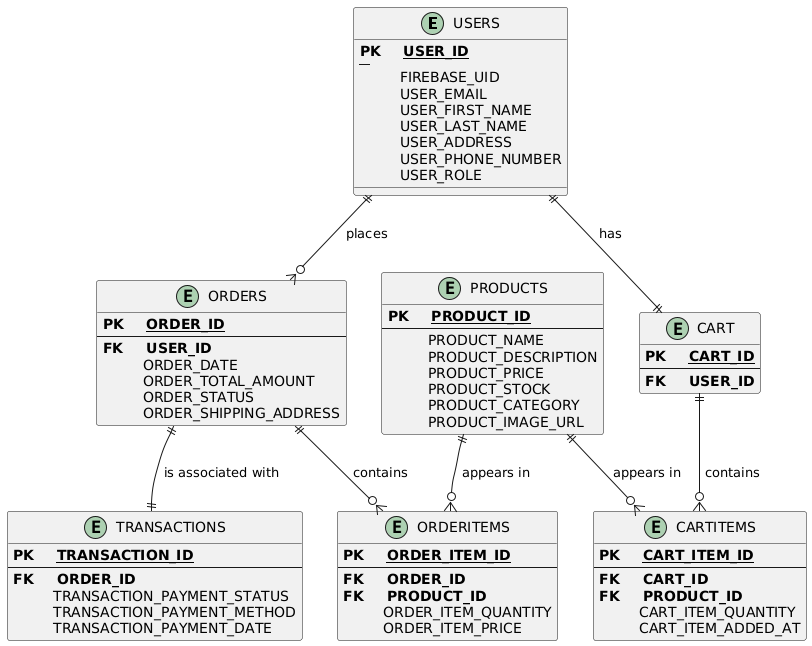 E USERS
PK USER_ID
FIREBASE_UID
USER_EMAIL
USER_FIRST_NAME
USER_LAST_NAME
USER_ADDRESS
USER_PHONE_NUMBER
USER_ROLE
places
has
E ORDERS
PK ORDER_ID
FK USER_ID
ORDER_DATE
ORDER_TOTAL_AMOUNT
ORDER_STATUS
ORDER_SHIPPING_ADDRESS
E PRODUCTS
PK PRODUCT_ID
PRODUCT_NAME
PRODUCT_DESCRIPTION
PRODUCT_PRICE
PRODUCT_STOCK
PRODUCT_CATEGORY
PRODUCT_IMAGE_URL
E CART
PK CART_ID
FK USER_ID
is associated with
contains
appears in
appears in
contains
E TRANSACTIONS
PK TRANSACTION_ID
FK ORDER_ID
TRANSACTION_PAYMENT_STATUS
TRANSACTION_PAYMENT_METHOD
TRANSACTION_PAYMENT_DATE
E ORDERITEMS
PK ORDER_ITEM_ID
FK ORDER_ID
FK PRODUCT_ID
ORDER_ITEM_QUANTITY
ORDER_ITEM_PRICE
E CARTITEMS
PK CART_ITEM_ID
FK CART_ID
FK PRODUCT_ID
CART_ITEM_QUANTITY
CART_ITEM_ADDED_AT